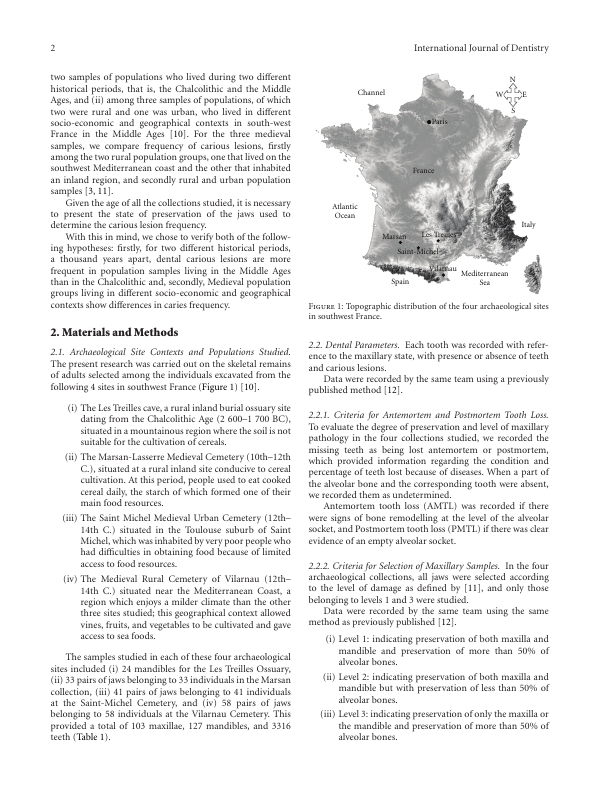 2
International Journal of Dentistry
two samples of populations who lived during two different
historical periods, that is, the Chalcolithic and the Middle
Ages, and (ii) among three samples of populations, of which
two were rural and one was urban, who lived in different
socio-economic and geographical contexts in south-west
France in the Middle Ages [10]. For the three medieval
samples, we compare frequency of carious lesions, firstly
among the two rural population groups, one that lived on the
southwest Mediterranean coast and the other that inhabited
an inland region, and secondly rural and urban population
samples [3, 11].
Given the age of all the collections studied, it is necessary
to present the state of preservation of the jaws used to
determine the carious lesion frequency.
With this in mind, we chose to verify both of the follow-
ing hypotheses: firstly, for two different historical periods,
a thousand years apart, dental carious lesions are more
frequent in population samples living in the Middle Ages
than in the Chalcolithic and, secondly, Medieval population
groups living in different socio-economic and geographical
contexts show differences in caries frequency.
2. Materials and Methods
2.1. Archaeological Site Contexts and Populations Studied.
The present research was carried out on the skeletal remains
of adults selected among the individuals excavated from the
following 4 sites in southwest France (Figure 1) [10].
(i) The Les Treilles cave, a rural inland burial ossuary site
dating from the Chalcolithic Age (2 600–1 700 BC),
situated in a mountainous region where the soil is not
suitable for the cultivation of cereals.
(ii) The Marsan-Lasserre Medieval Cemetery (10th–12th
C.), situated at a rural inland site conducive to cereal
cultivation. At this period, people used to eat cooked
cereal daily, the starch of which formed one of their
main food resources.
(iii) The Saint Michel Medieval Urban Cemetery (12th–
14th C.) situated in the Toulouse suburb of Saint
Michel, which was inhabited by very poor people who
had difficulties in obtaining food because of limited
access to food resources.
(iv) The Medieval Rural Cemetery of Vilarnau (12th–
14th C.) situated near the Mediterranean Coast, a
region which enjoys a milder climate than the other
three sites studied; this geographical context allowed
vines, fruits, and vegetables to be cultivated and gave
access to sea foods.
The samples studied in each of these four archaeological
sites included (i) 24 mandibles for the Les Treilles Ossuary,
(ii) 33 pairs of jaws belonging to 33 individuals in the Marsan
collection, (iii) 41 pairs of jaws belonging to 41 individuals
at the Saint-Michel Cemetery, and (iv) 58 pairs of jaws
belonging to 58 individuals at the Vilarnau Cemetery. This
provided a total of 103 maxillae, 127 mandibles, and 3316
teeth (Table 1).
N
Channel
W E
S
Paris
France
Atlantic
Ocean
Italy
Marsan
Les Treilles
Saint-Michel
Vilarnau
Mediterranean
Sea
Spain
Figure 1: Topographic distribution of the four archaeological sites
in southwest France.
2.2. Dental Parameters. Each tooth was recorded with refer-
ence to the maxillary state, with presence or absence of teeth
and carious lesions.
Data were recorded by the same team using a previously
published method [12].
2.2.1. Criteria for Antemortem and Postmortem Tooth Loss.
To evaluate the degree of preservation and level of maxillary
pathology in the four collections studied, we recorded the
missing teeth as being lost antemortem or postmortem,
which provided information regarding the condition and
percentage of teeth lost because of diseases. When a part of
the alveolar bone and the corresponding tooth were absent,
we recorded them as undetermined.
Antemortem tooth loss (AMTL) was recorded if there
were signs of bone remodelling at the level of the alveolar
socket, and Postmortem tooth loss (PMTL) if there was clear
evidence of an empty alveolar socket.
2.2.2. Criteria for Selection of Maxillary Samples. In the four
archaeological collections, all jaws were selected according
to the level of damage as defined by [11], and only those
belonging to levels 1 and 3 were studied.
Data were recorded by the same team using the same
method as previously published [12].
(i) Level 1: indicating preservation of both maxilla and
mandible and preservation of more than 50% of
alveolar bones.
(ii) Level 2: indicating preservation of both maxilla and
mandible but with preservation of less than 50% of
alveolar bones.
(iii) Level 3: indicating preservation of only the maxilla or
the mandible and preservation of more than 50% of
alveolar bones.